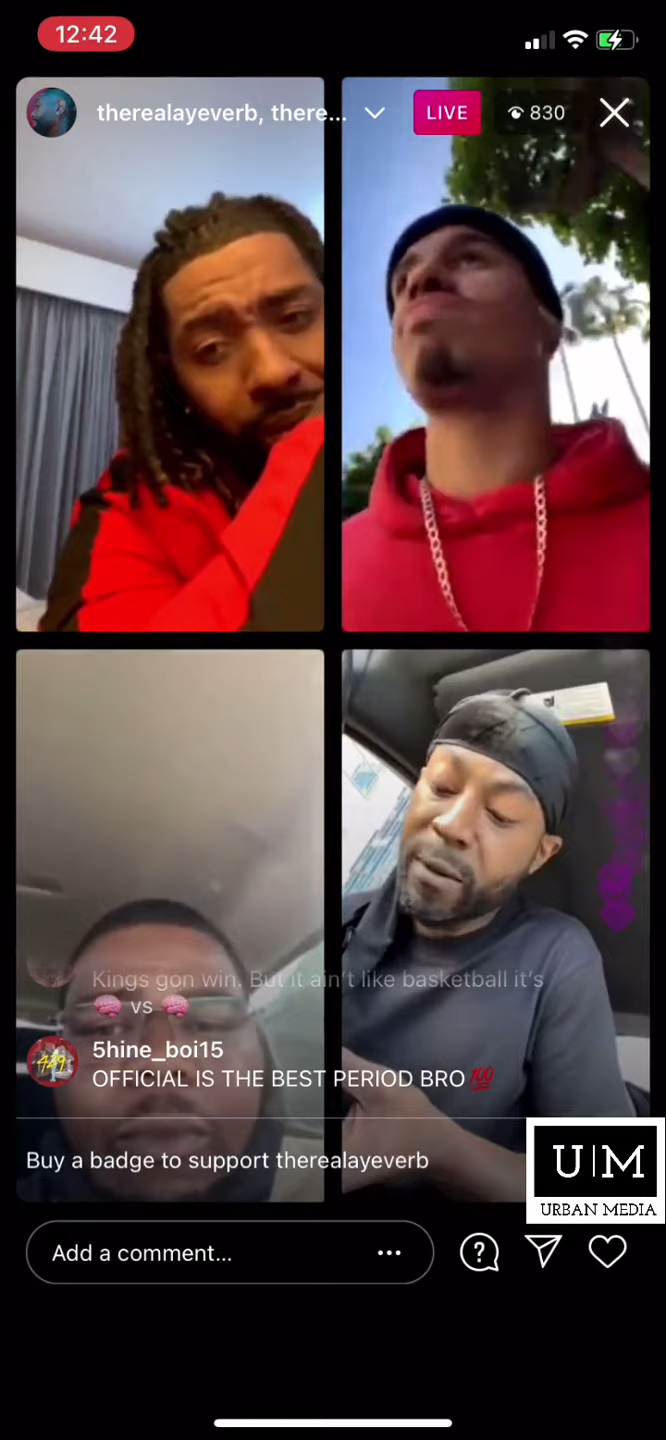 12:42
therealayeverb, there...
LIVE
830
Kings gon win. But it ain't like basketball it's
🧠 vs 🧠
5hine_boi15
OFFICIAL IS THE BEST PERIOD BRO💯
Buy a badge to support therealayeverb
U|M
URBAN MEDIA
Add a comment...